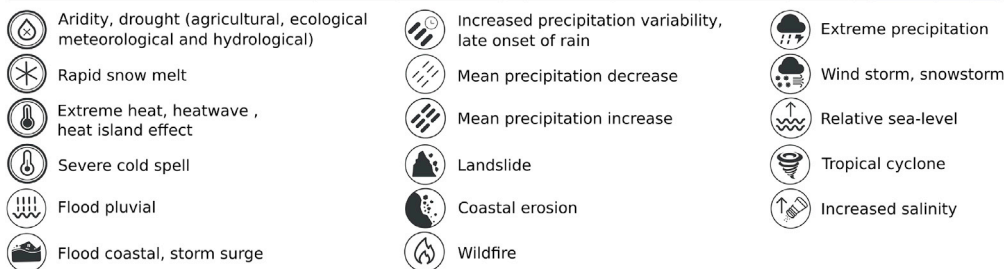 Aridity, drought (agricultural, ecological
meteorological and hydrological)
Rapid snow melt
Extreme heat, heatwave ,
heat island effect
Severe cold spell
Flood pluvial
Flood coastal, storm surge
Increased precipitation variability,
late onset of rain
Mean precipitation decrease
Mean precipitation increase
Landslide
Coastal erosion
Wildfire
Extreme precipitation
Wind storm, snowstorm
Relative sea-level
Tropical cyclone
Increased salinity